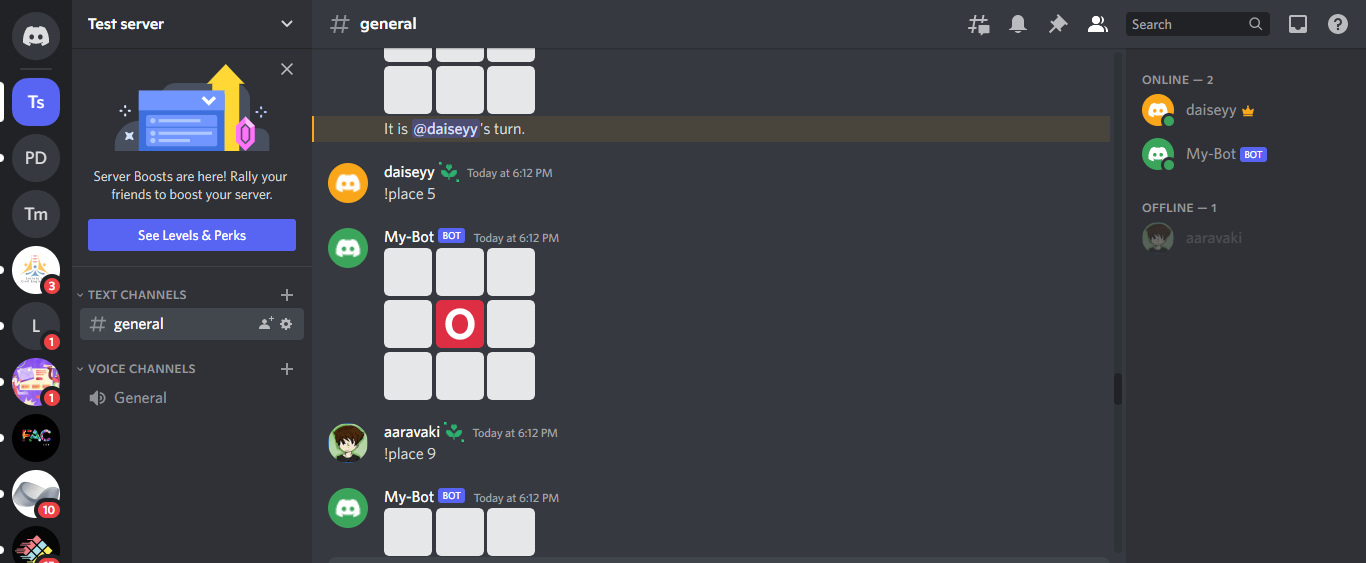 Test server
general
Search
Ts
PD
Tm
3
L
1
1
FAC
10
Server Boosts are here! Rally your
friends to boost your server.
See Levels & Perks
TEXT CHANNELS
general
VOICE CHANNELS
General
It is @daiseyy's turn.
daiseyy Today at 6:12 PM
!place 5
My-Bot BOT Today at 6:12 PM
O
aaravaki Today at 6:12 PM
!place 9
My-Bot BOT Today at 6:12 PM
ONLINE — 2
daiseyy
My-Bot BOT
OFFLINE — 1
aaravaki